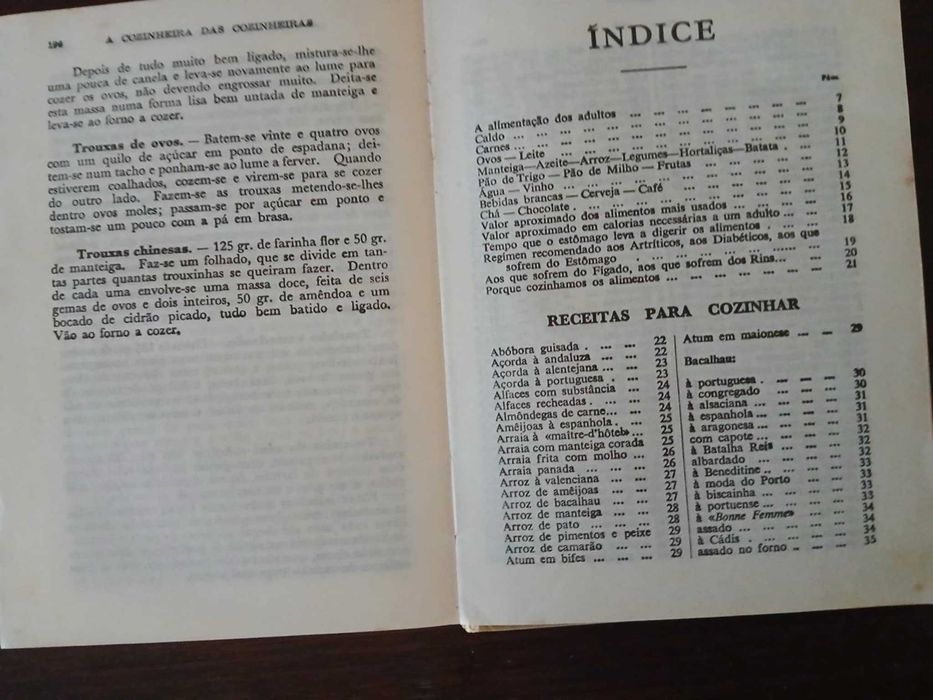 196 A COZINHEIRA DAS COZINHEIRAS
Depois de tudo muito bem ligado, mistura-se-lhe
uma pouca de canela e leva-se novamente ao lume para
cozer os ovos, não devendo engrossar muito. Deita-se
esta massa numa forma lisa bem untada de manteiga e
leva-se ao forno a cozer.
Trouxas de ovos. — Batem-se vinte e quatro ovos
com um quilo de açúcar em ponto de espadana; dei-
tem-se num tacho e ponham-se ao lume a ferver. Quando
estiverem coalhados, cozem-se e virem-se para se cozer
do outro lado. Fazem-se as trouxas metendo-se-lhes
dentro ovos moles; passam-se por açúcar em ponto e
tostam-se um pouco com a pá em brasa.
Trouxas chinesas. — 125 gr. de farinha flor e 50 gr.
de manteiga. Faz-se um folhado, que se divide em tan-
tas partes quantas trouxinhas se queiram fazer. Dentro
de cada uma envolve-se uma massa doce, feita de seis
gemas de ovos e dois inteiros, 50 gr. de amêndoa e um
bocado de cidrão picado, tudo bem batido e ligado.
Vão ao forno a cozer.
ÍNDICE
Págs.
A alimentação dos adultos ... ... ... ... ... ... ... 7
Caldo ... ... ... ... ... ... ... ... ... ... 8
Carnes ... ... ... ... ... ... ... ... ... ... 9
Ovos — Leite ... ... ... ... ... ... ... ... 10
Manteiga—Azeite—Arroz—Legumes—Hortaliças—Batata . ... 11
Pão de Trigo — Pão de Milho — Frutas ... ... ... ... 12
Água — Vinho ... ... ... ... ... ... ... ... 13
Bebidas brancas — Cerveja — Café ... ... ... ... ... 14
Chá — Chocolate . ... ... ... ... ... ... ... 15
Valor aproximado dos alimentos mais usados ... ... ... 16
Valor aproximado em calorias necessárias a um adulto ... ... 17
Tempo que o estômago leva a digerir os alimentos . ... ... 18
Regímen recomendado aos Artríticos, aos Diabéticos, aos que
sofrem do Estômago . ... ... ... ... ... ... 19
Aos que sofrem do Fígado, aos que sofrem dos Rins... ... ... 20
Porque cozinhamos os alimentos ... ... ... ... ... ... 21
RECEITAS PARA COZINHAR
Abóbora guisada . ... ... 22
Açorda à andaluza ... ... 22
Açorda à alentejana ... ... 23
Açorda à portuguesa . ... 23
Alfaces com substância ... 24
Alfaces recheadas . ... ... 24
Almôndegas de carne... ... 24
Amêijoas à espanhola . ... 25
Arraia à «maitre-d'hôtel»... 25
Arraia com manteiga corada 25
Arraia frita com molho ... 26
Arraia panada ... ... ... 26
Arroz à valenciana ... 27
Arroz de amêijoas ... ... 27
Arroz de bacalhau ... ... 27
Arroz de manteiga ... ... 28
Arroz de pato ... ... ... 28
Arroz de pimentos e peixe 29
Arroz de camarão ... ... 29
Atum em bifes ... ... ... 29
Atum em maionese ... ... 29
Bacalhau:
à portuguesa . ... ... ... 30
à congregado ... ... ... 30
à alsaciana ... ... ... 31
à espanhola ... ... ... 31
à aragonesa ... ... ... 31
com capote ... ... ... 32
à Batalha Reis ... ... ... 32
albardado ... ... ... 32
à Beneditine .. ... ... 33
à moda do Porto ... ... 33
à biscainha ... ... ... 33
à portuense ... ... ... 33
à «Bonne Femme» ... ... 34
assado ... ... ... ... 34
à Cádis . ... ... ... 34
assado no forno .. ... ... 35